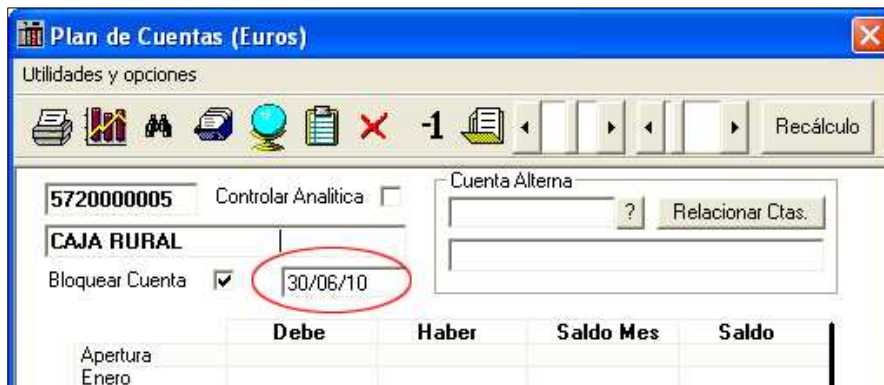 Plan de Cuentas (Euros)
Utilidades y opciones
-1 Recálculo
5720000005 Controlar Analitica Cuenta Alterna
? Relacionar Ctas.
CAJA RURAL
Bloquear Cuenta 30/06/10
Debe Haber Saldo Mes Saldo
Apertura
Enero